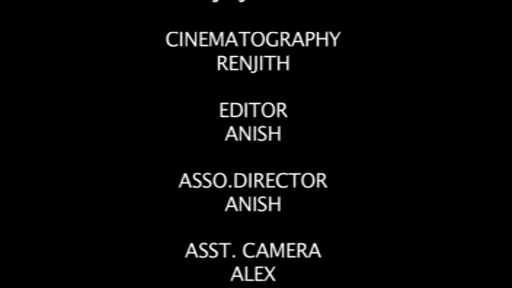 CINEMATOGRAPHY
RENJITH
EDITOR
ANISH
ASSO.DIRECTOR
ANISH
ASST. CAMERA
ALEX